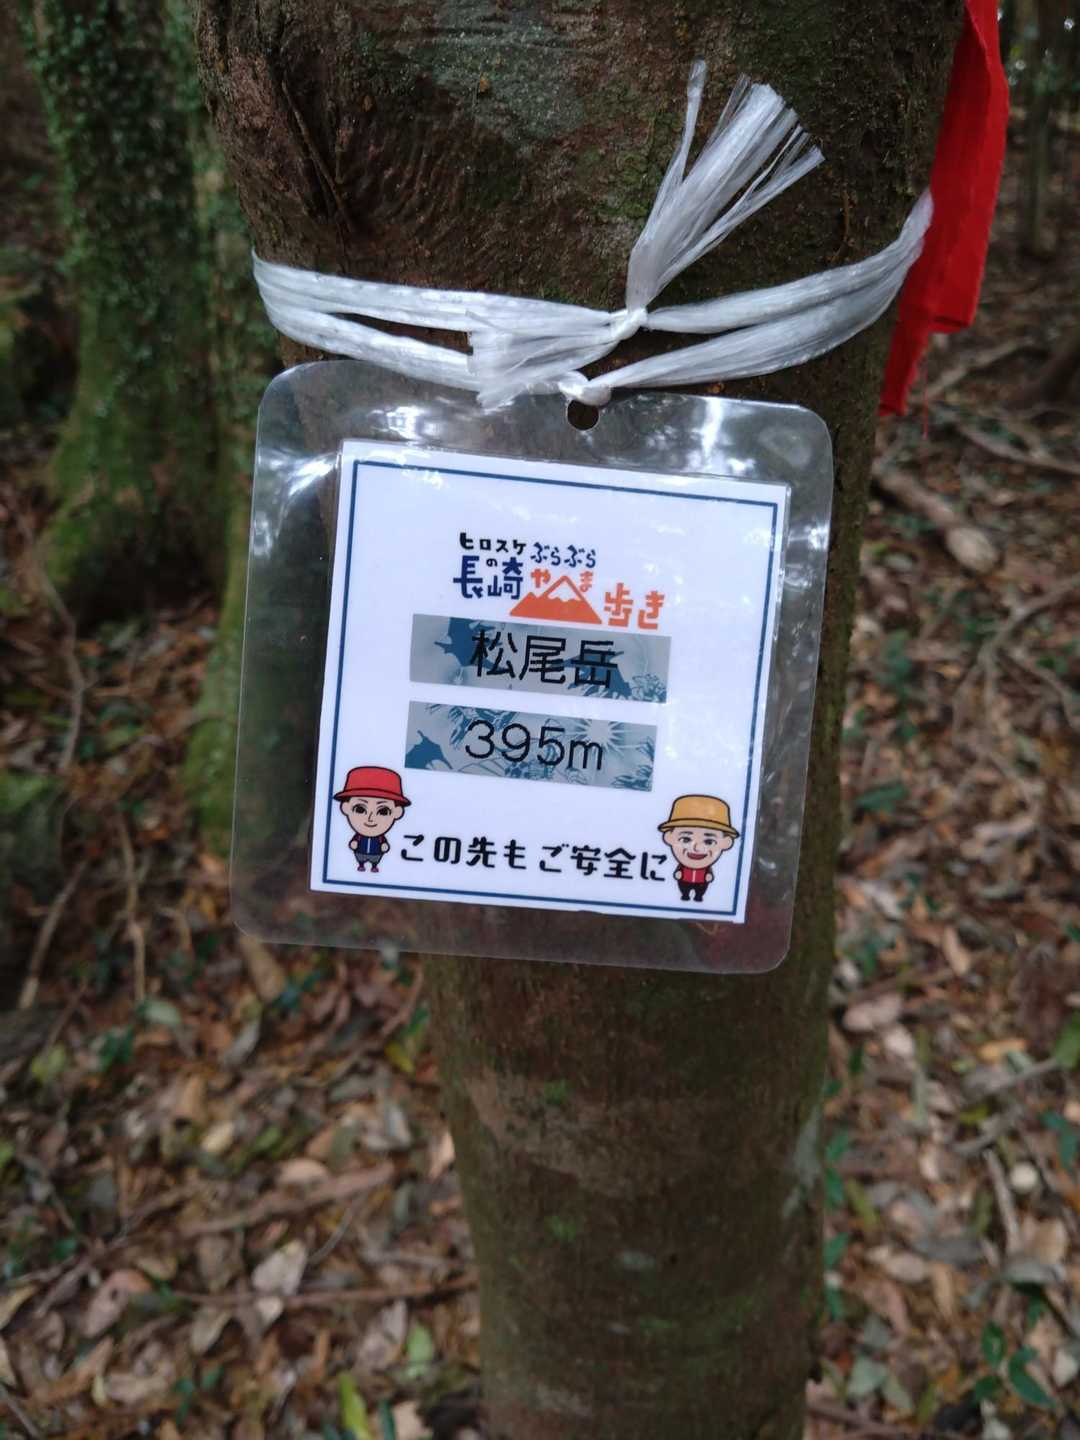 ヒロスケの長崎ぶらぶらやま歩き
松尾岳
395m
この先もご安全に